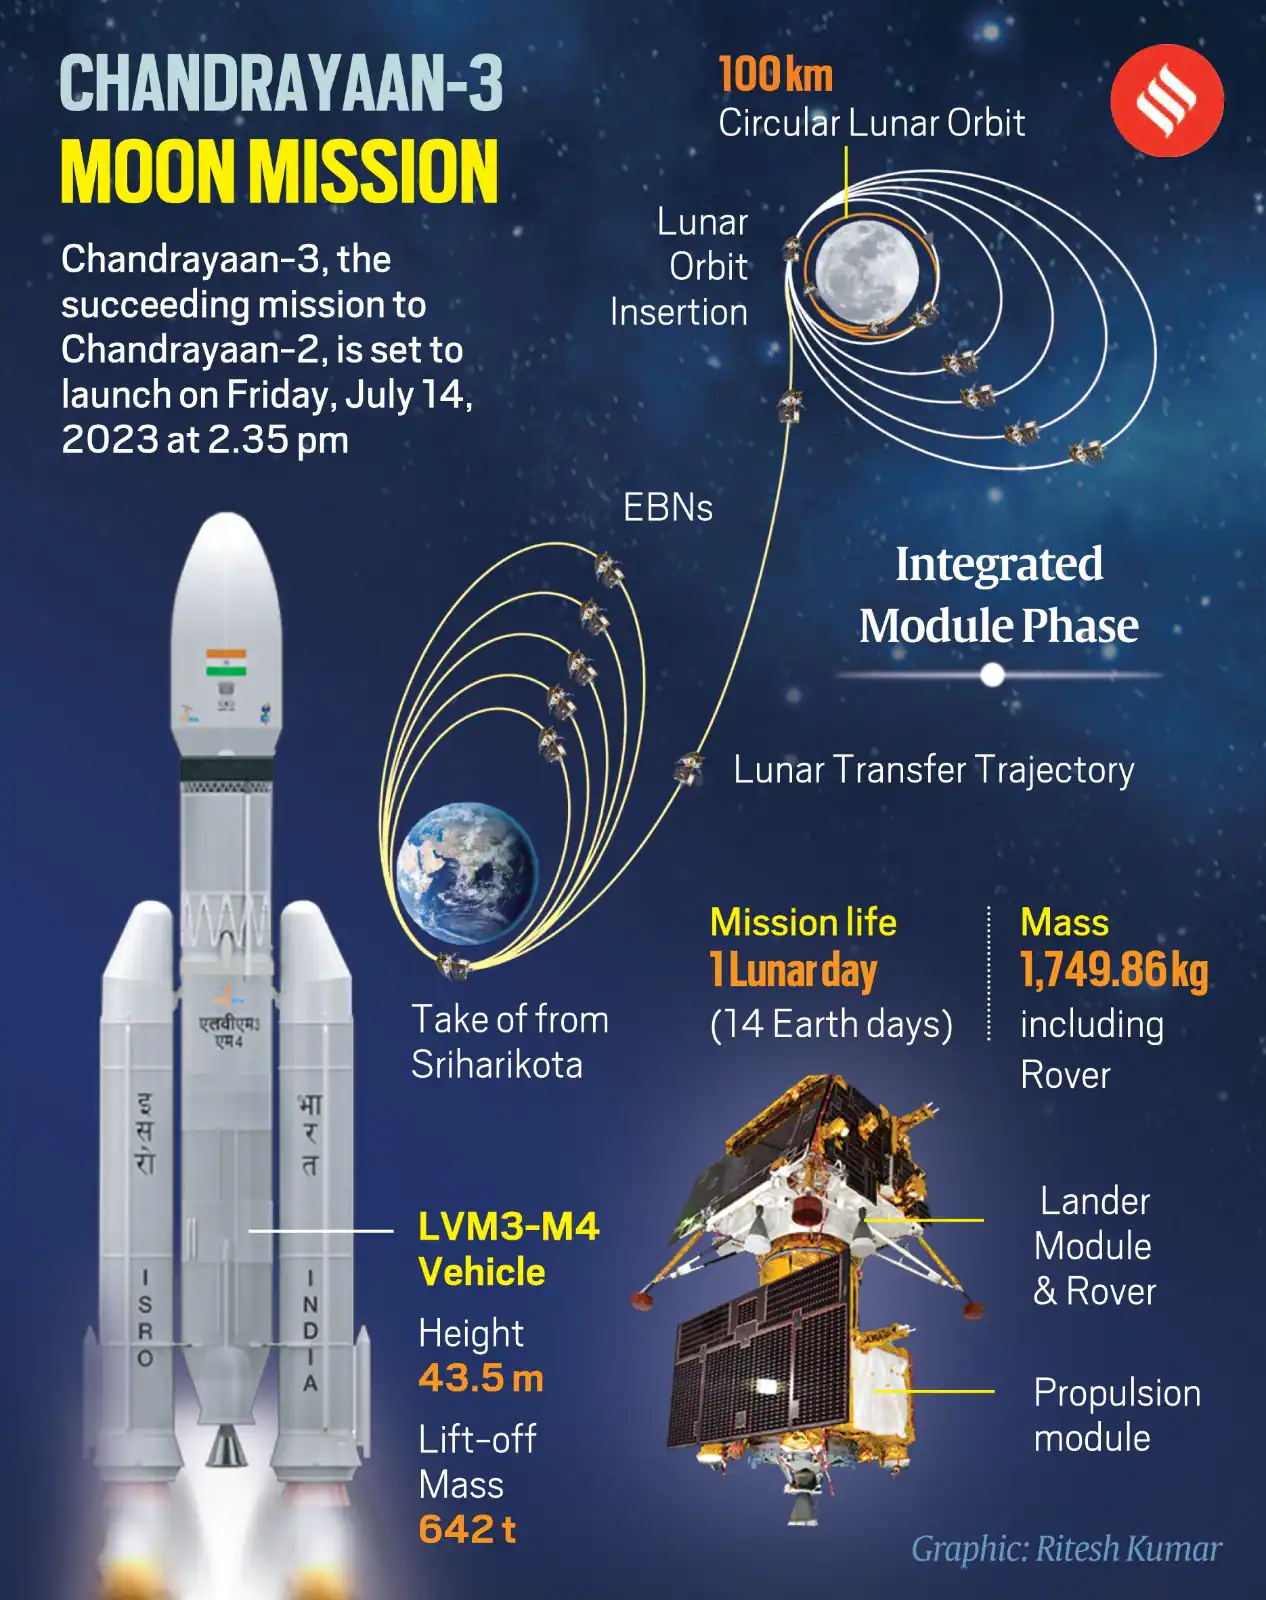 CHANDRAYAAN-3
MOON MISSION
Chandrayaan-3, the
succeeding mission to
Chandrayaan-2, is set to
launch on Friday, July 14,
2023 at 2.35 pm
100 km
Circular Lunar Orbit
Lunar
Orbit
Insertion
EBNs
Integrated
Module Phase
Lunar Transfer Trajectory
Take of from
Sriharikota
Mission life
1 Lunar day
(14 Earth days)
Mass
1,749.86 kg
including
Rover
एलवीएम3
एम4
इ
स
रो
भा
र
त
I
S
R
O
I
N
D
I
A
LVM3-M4
Vehicle
Height
43.5 m
Lift-off
Mass
642 t
Lander
Module
& Rover
Propulsion
module
Graphic: Ritesh Kumar